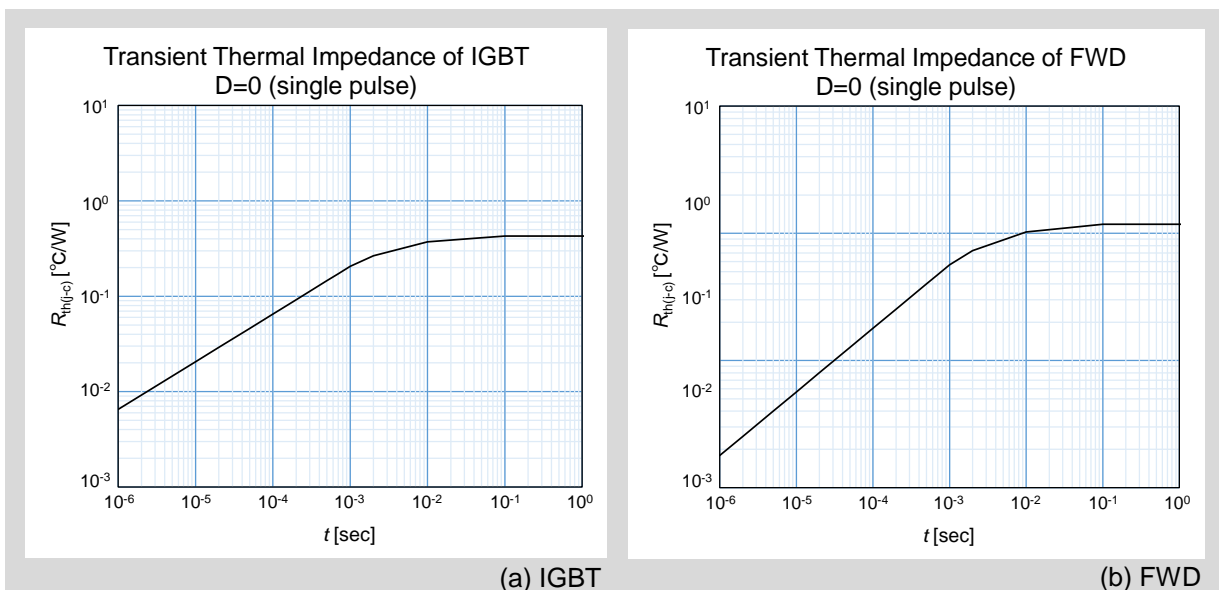 Transient Thermal Impedance of IGBT
D=0 (single pulse)
10¹
10⁰
10⁻¹
10⁻²
10⁻³
Rth(j-c) [°C/W]
10⁻⁶ 10⁻⁵ 10⁻⁴ 10⁻³ 10⁻² 10⁻¹ 10⁰
t [sec]
(a) IGBT
Transient Thermal Impedance of FWD
D=0 (single pulse)
10¹
10⁰
10⁻¹
10⁻²
10⁻³
Rth(j-c) [°C/W]
10⁻⁶ 10⁻⁵ 10⁻⁴ 10⁻³ 10⁻² 10⁻¹ 10⁰
t [sec]
(b) FWD